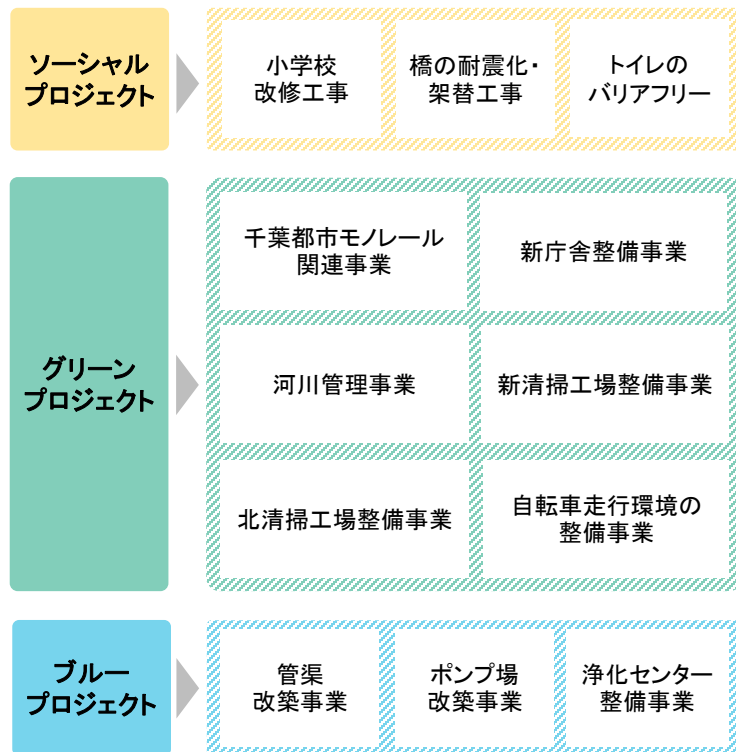 ソーシャル
プロジェクト
小学校
改修工事
橋の耐震化・
架替工事
トイレの
バリアフリー
グリーン
プロジェクト
千葉都市モノレール
関連事業
新庁舎整備事業
河川管理事業
新清掃工場整備事業
北清掃工場整備事業
自転車走行環境の
整備事業
ブルー
プロジェクト
管渠
改築事業
ポンプ場
改築事業
浄化センター
整備事業